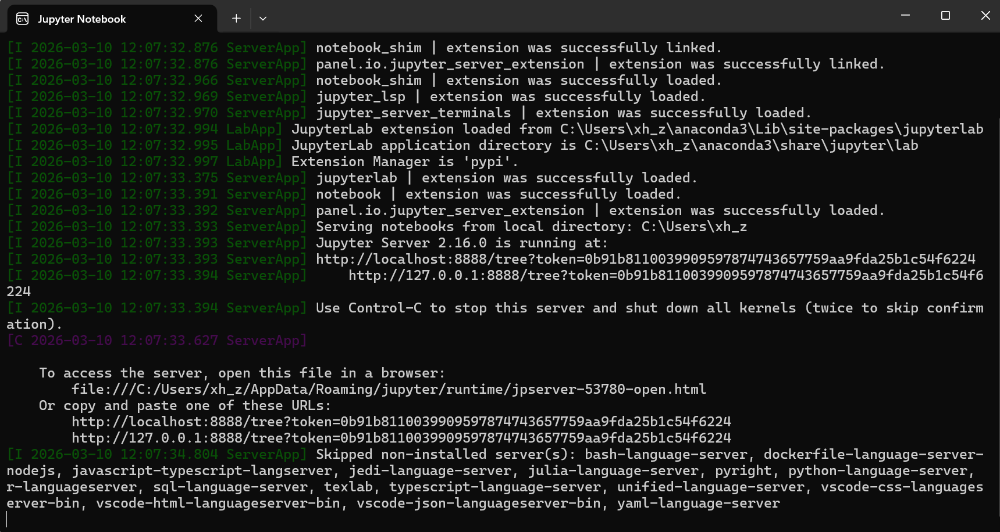 Jupyter Notebook
[I 2026-03-10 12:07:32.876 ServerApp] notebook_shim | extension was successfully linked.
[I 2026-03-10 12:07:32.876 ServerApp] panel.io.jupyter_server_extension | extension was successfully linked.
[I 2026-03-10 12:07:32.966 ServerApp] notebook_shim | extension was successfully loaded.
[I 2026-03-10 12:07:32.969 ServerApp] jupyter_lsp | extension was successfully loaded.
[I 2026-03-10 12:07:32.970 ServerApp] jupyter_server_terminals | extension was successfully loaded.
[I 2026-03-10 12:07:32.994 LabApp] JupyterLab extension loaded from C:\Users\xh_z\anaconda3\Lib\site-packages\jupyterlab
[I 2026-03-10 12:07:32.995 LabApp] JupyterLab application directory is C:\Users\xh_z\anaconda3\share\jupyter\lab
[I 2026-03-10 12:07:32.997 LabApp] Extension Manager is 'pypi'.
[I 2026-03-10 12:07:33.375 ServerApp] jupyterlab | extension was successfully loaded.
[I 2026-03-10 12:07:33.391 ServerApp] notebook | extension was successfully loaded.
[I 2026-03-10 12:07:33.392 ServerApp] panel.io.jupyter_server_extension | extension was successfully loaded.
[I 2026-03-10 12:07:33.393 ServerApp] Serving notebooks from local directory: C:\Users\xh_z
[I 2026-03-10 12:07:33.393 ServerApp] Jupyter Server 2.16.0 is running at:
[I 2026-03-10 12:07:33.393 ServerApp] http://localhost:8888/tree?token=0b91b81100399095978747436577​59aa9fda25b1c54f6224
[I 2026-03-10 12:07:33.394 ServerApp]     http://127.0.0.1:8888/tree?token=0b91b8110039909597874743657759aa9fda25b1c54f6
224
[I 2026-03-10 12:07:33.394 ServerApp] Use Control-C to stop this server and shut down all kernels (twice to skip confirm
ation).
[C 2026-03-10 12:07:33.627 ServerApp]
To access the server, open this file in a browser:
file:///C:/Users/xh_z/AppData/Roaming/jupyter/runtime/jpserver-53780-open.html
Or copy and paste one of these URLs:
http://localhost:8888/tree?token=0b91b8110039909597874743657759aa9fda25b1c54f6224
http://127.0.0.1:8888/tree?token=0b91b8110039909597874743657759aa9fda25b1c54f6224
[I 2026-03-10 12:07:34.804 ServerApp] Skipped non-installed server(s): bash-language-server, dockerfile-language-server-
nodejs, javascript-typescript-langserver, jedi-language-server, julia-language-server, pyright, python-language-server,
r-languageserver, sql-language-server, texlab, typescript-language-server, unified-language-server, vscode-css-languages
erver-bin, vscode-html-languageserver-bin, vscode-json-languageserver-bin, yaml-language-server